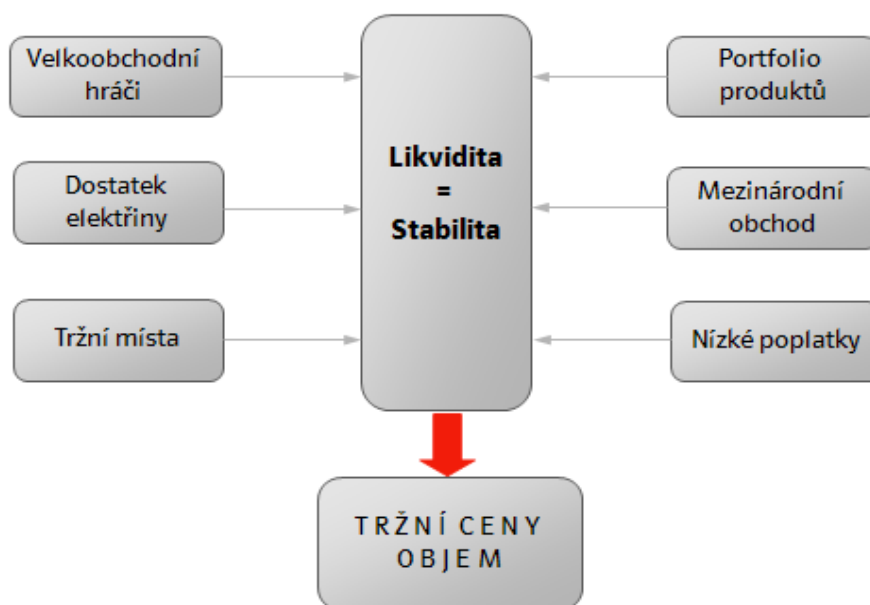 Velkoobchodní
hráči
Dostatek
elektřiny
Tržní místa
Likvidita
=
Stabilita
Portfolio
produktů
Mezinárodní
obchod
Nízké poplatky
TRŽNÍ CENY
OBJEM